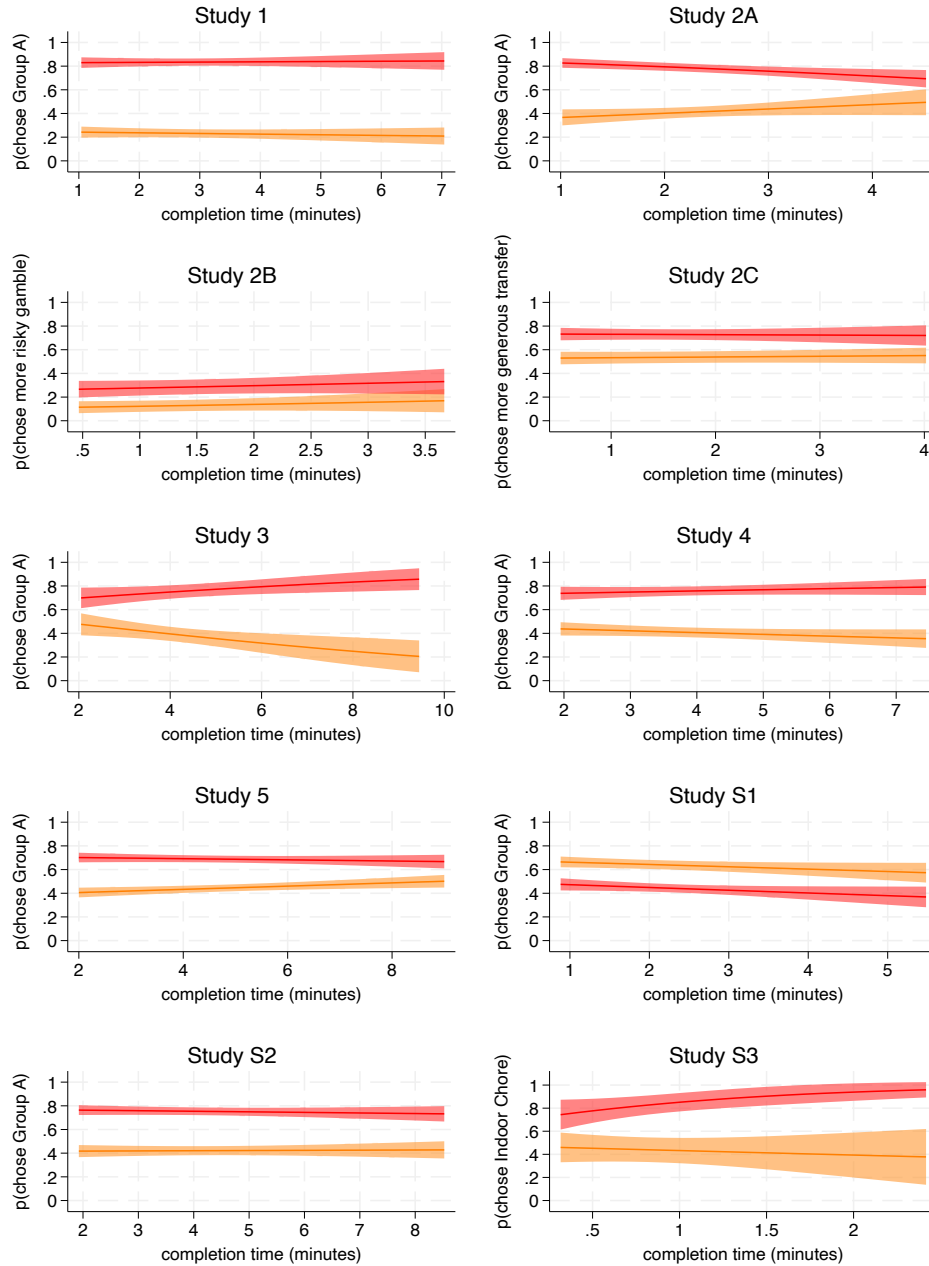 Study 1
p(chose Group A)
1
.8
.6
.4
.2
0
1 2 3 4 5 6 7
completion time (minutes)
Study 2A
p(chose Group A)
1
.8
.6
.4
.2
0
1 2 3 4
completion time (minutes)
Study 2B
p(chose more risky gamble)
1
.8
.6
.4
.2
0
.5 1 1.5 2 2.5 3 3.5
completion time (minutes)
Study 2C
p(chose more generous transfer)
1
.8
.6
.4
.2
0
1 2 3 4
completion time (minutes)
Study 3
p(chose Group A)
1
.8
.6
.4
.2
0
2 4 6 8 10
completion time (minutes)
Study 4
p(chose Group A)
1
.8
.6
.4
.2
0
2 3 4 5 6 7
completion time (minutes)
Study 5
p(chose Group A)
1
.8
.6
.4
.2
0
2 4 6 8
completion time (minutes)
Study S1
p(chose Group A)
1
.8
.6
.4
.2
0
1 2 3 4 5
completion time (minutes)
Study S2
p(chose Group A)
1
.8
.6
.4
.2
0
2 3 4 5 6 7 8
completion time (minutes)
Study S3
p(chose Indoor Chore)
1
.8
.6
.4
.2
0
.5 1 1.5 2
completion time (minutes)